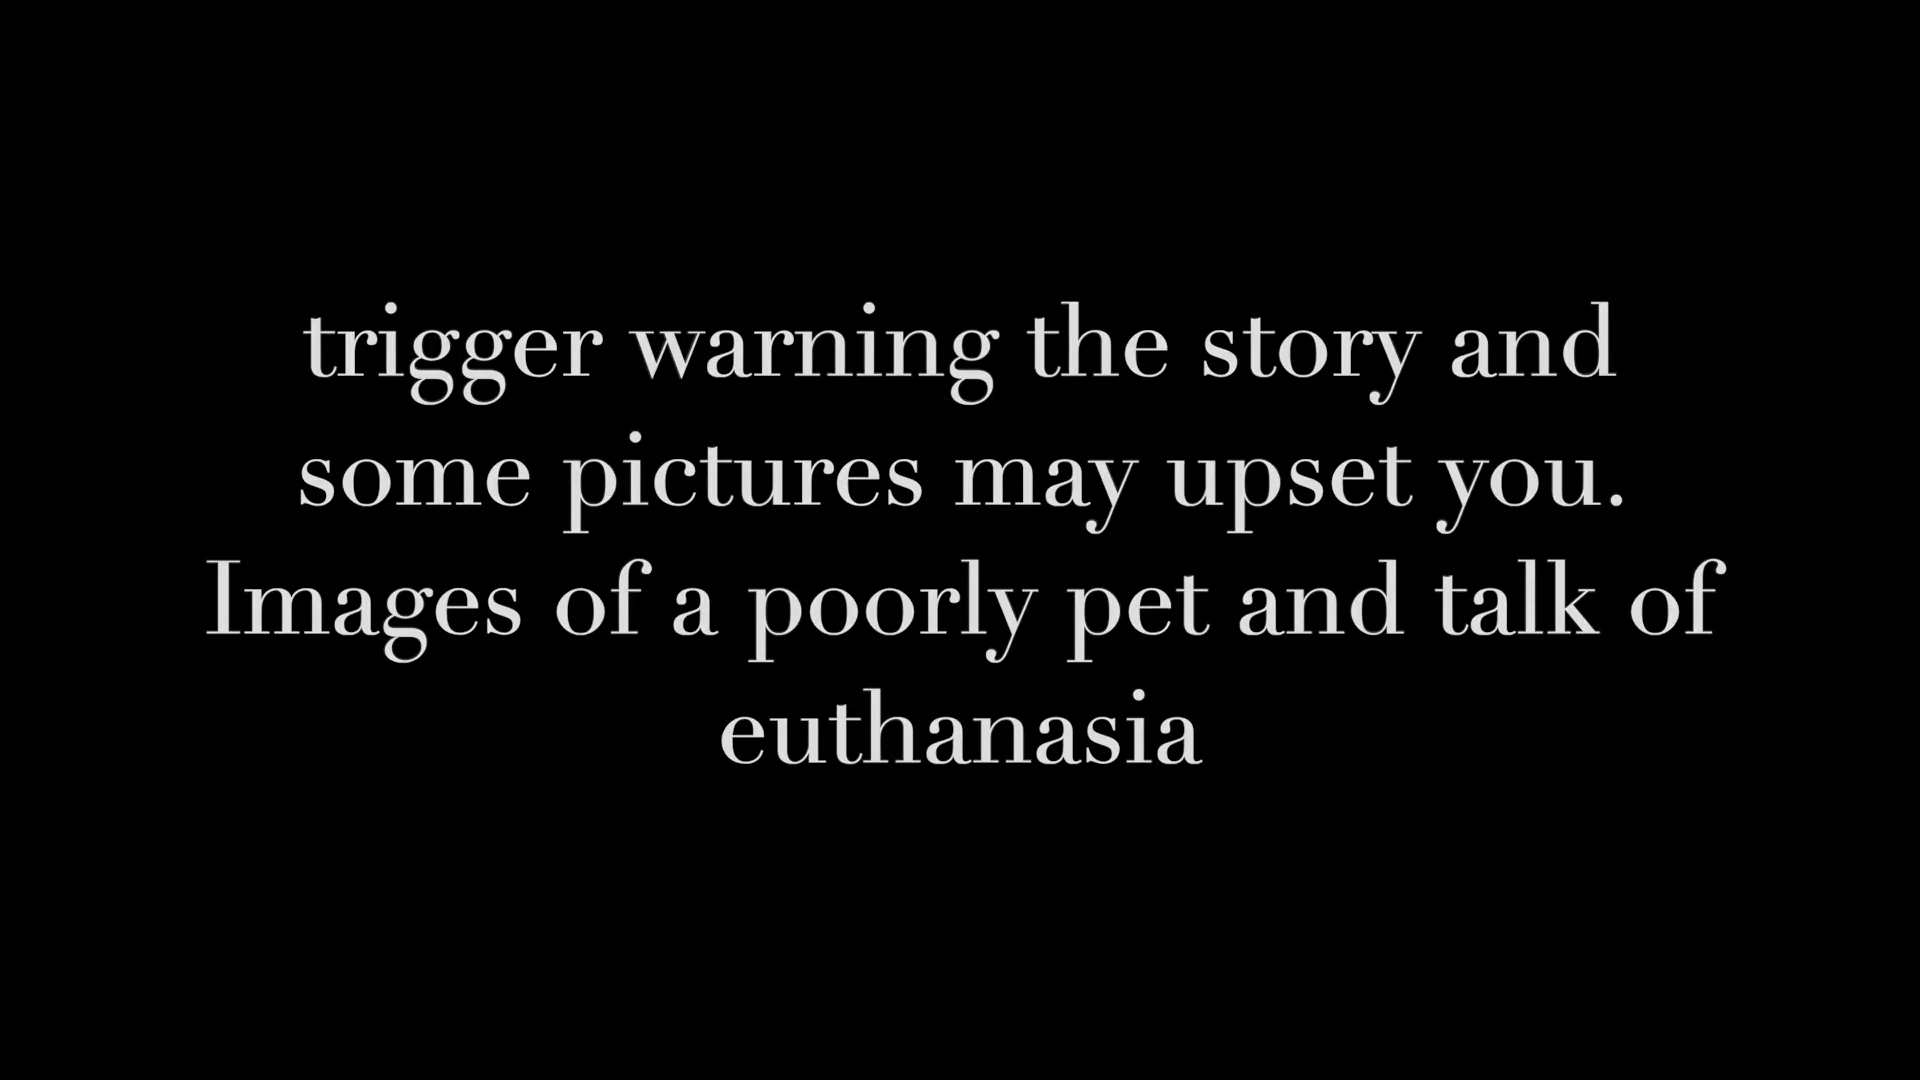 trigger warning the story and
some pictures may upset you.
Images of a poorly pet and talk of
euthanasia